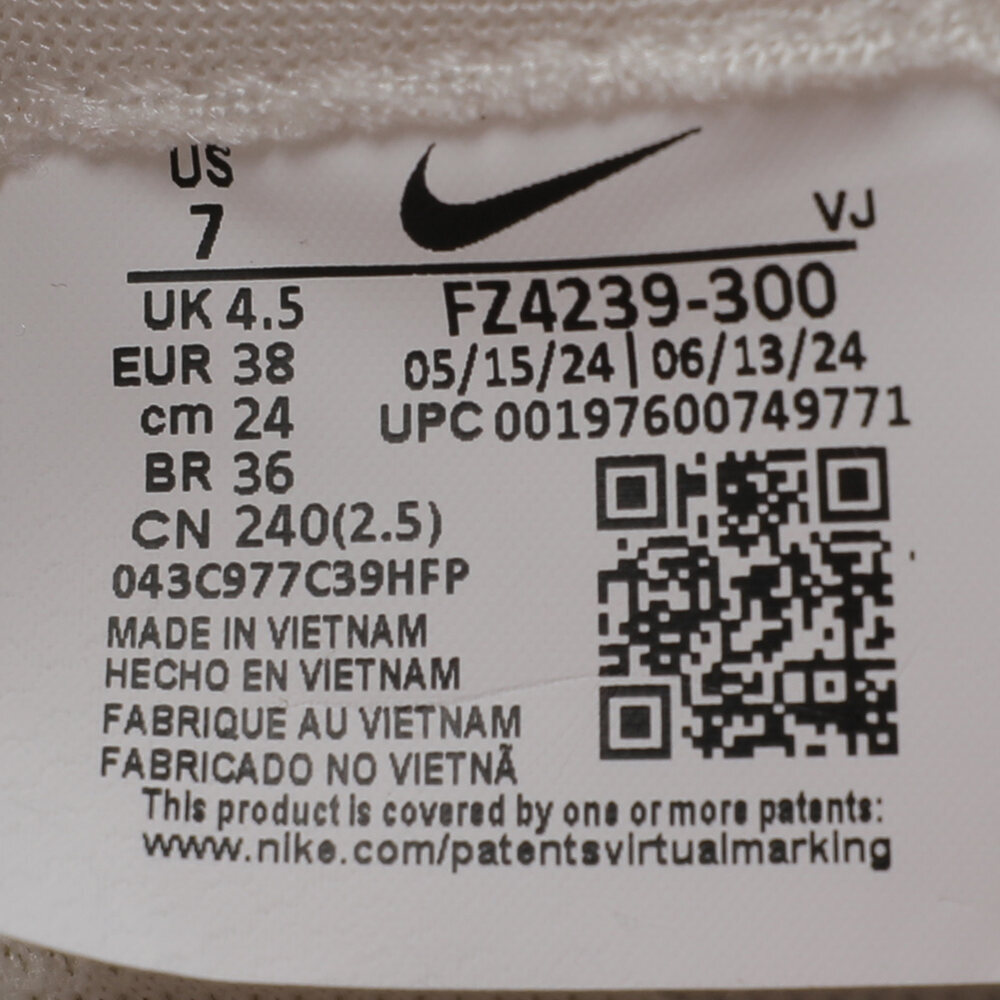 US
7
VJ
UK 4.5
FZ4239-300
EUR 38
05/15/24 | 06/13/24
cm 24
UPC 00197600749771
BR 36
CN 240(2.5)
043C977C39HFP
MADE IN VIETNAM
HECHO EN VIETNAM
FABRIQUE AU VIETNAM
FABRICADO NO VIETNÃ
This product is covered by one or more patents:
www.nike.com/patentsvirtualmarking